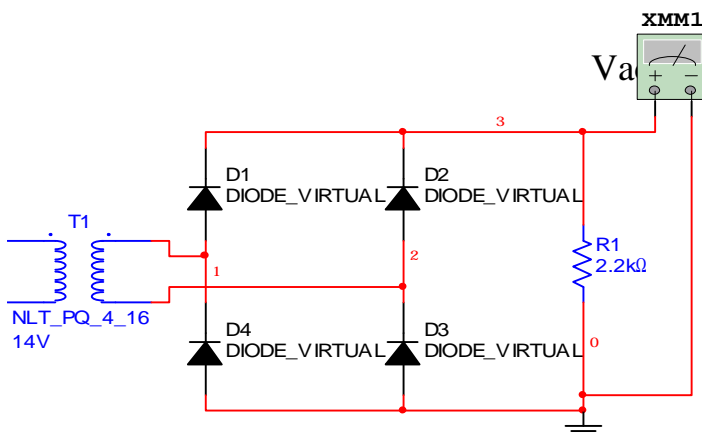 XMM1
+ −
3
D1
DIODE_VIRTUAL
D2
DIODE_VIRTUAL
T1
1
2
R1
2.2kΩ
NLT_PQ_4_16
14V
D4
DIODE_VIRTUAL
D3
DIODE_VIRTUAL
0